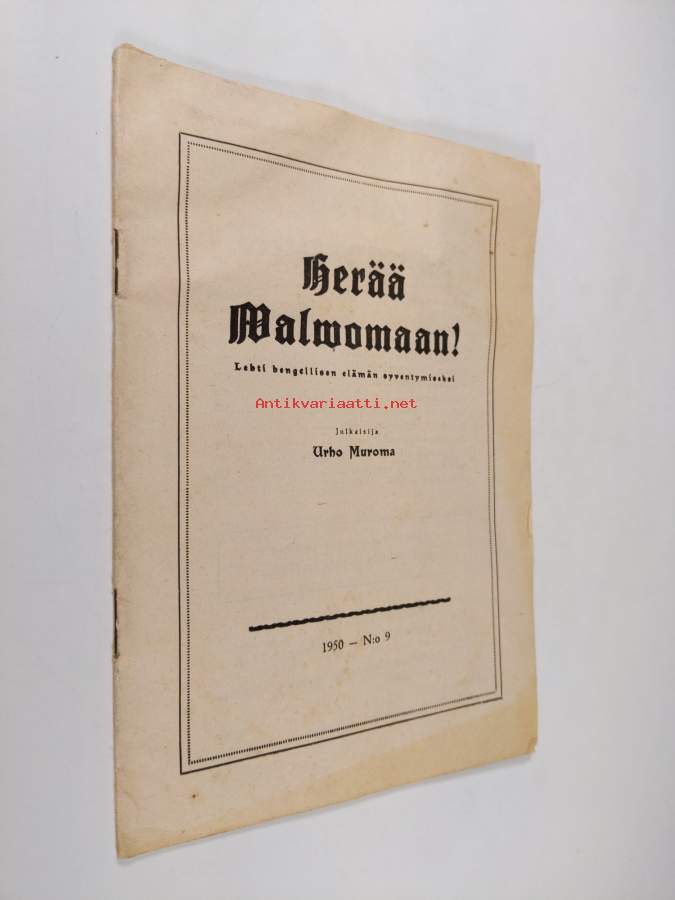 Herää
Walwomaan!
Lehti hengellisen elämän syventymiseksi
Antikvariaatti.net
Julkaisija
Urho Muroma
1950 — N:o 9